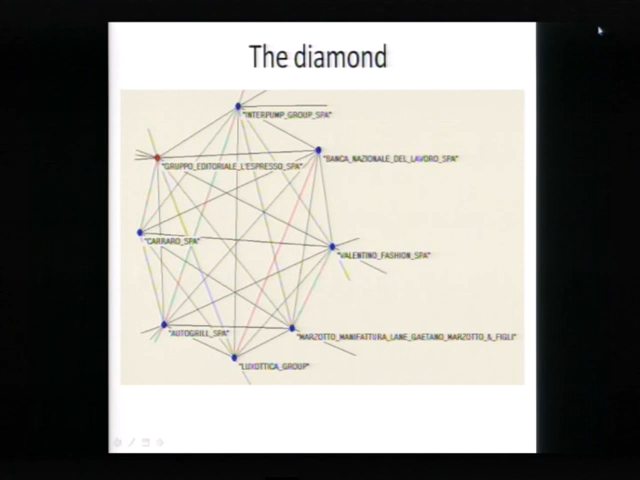 The diamond
"INTERPUMP_GROUP_SPA"
"BANCA_NAZIONALE_DEL_LAVORO_SPA"
"GRUPPO_EDITORIALE_L'ESPRESSO_SPA"
"CARRARO_SPA"
"VALENTINO_FASHION_SPA"
"AUTOGRILL_SPA"
"MARZOTTO_MANIFATTURA_LANE_GAETANO_MARZOTTO_&_FIGLI"
"LUXOTTICA_GROUP"